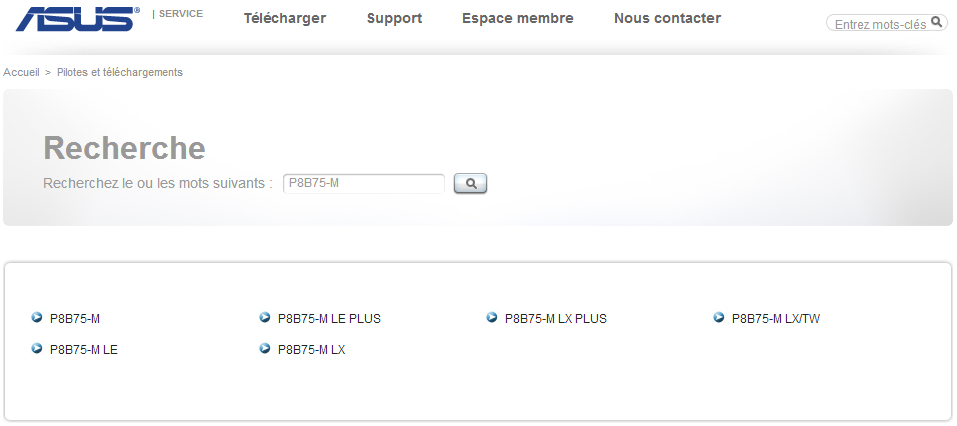 ASUS® | SERVICE Télécharger Support Espace membre Nous contacter Entrez mots-clés
Accueil > Pilotes et téléchargements
Recherche
Recherchez le ou les mots suivants : P8B75-M
P8B75-M P8B75-M LE PLUS P8B75-M LX PLUS P8B75-M LX/TW
P8B75-M LE P8B75-M LX